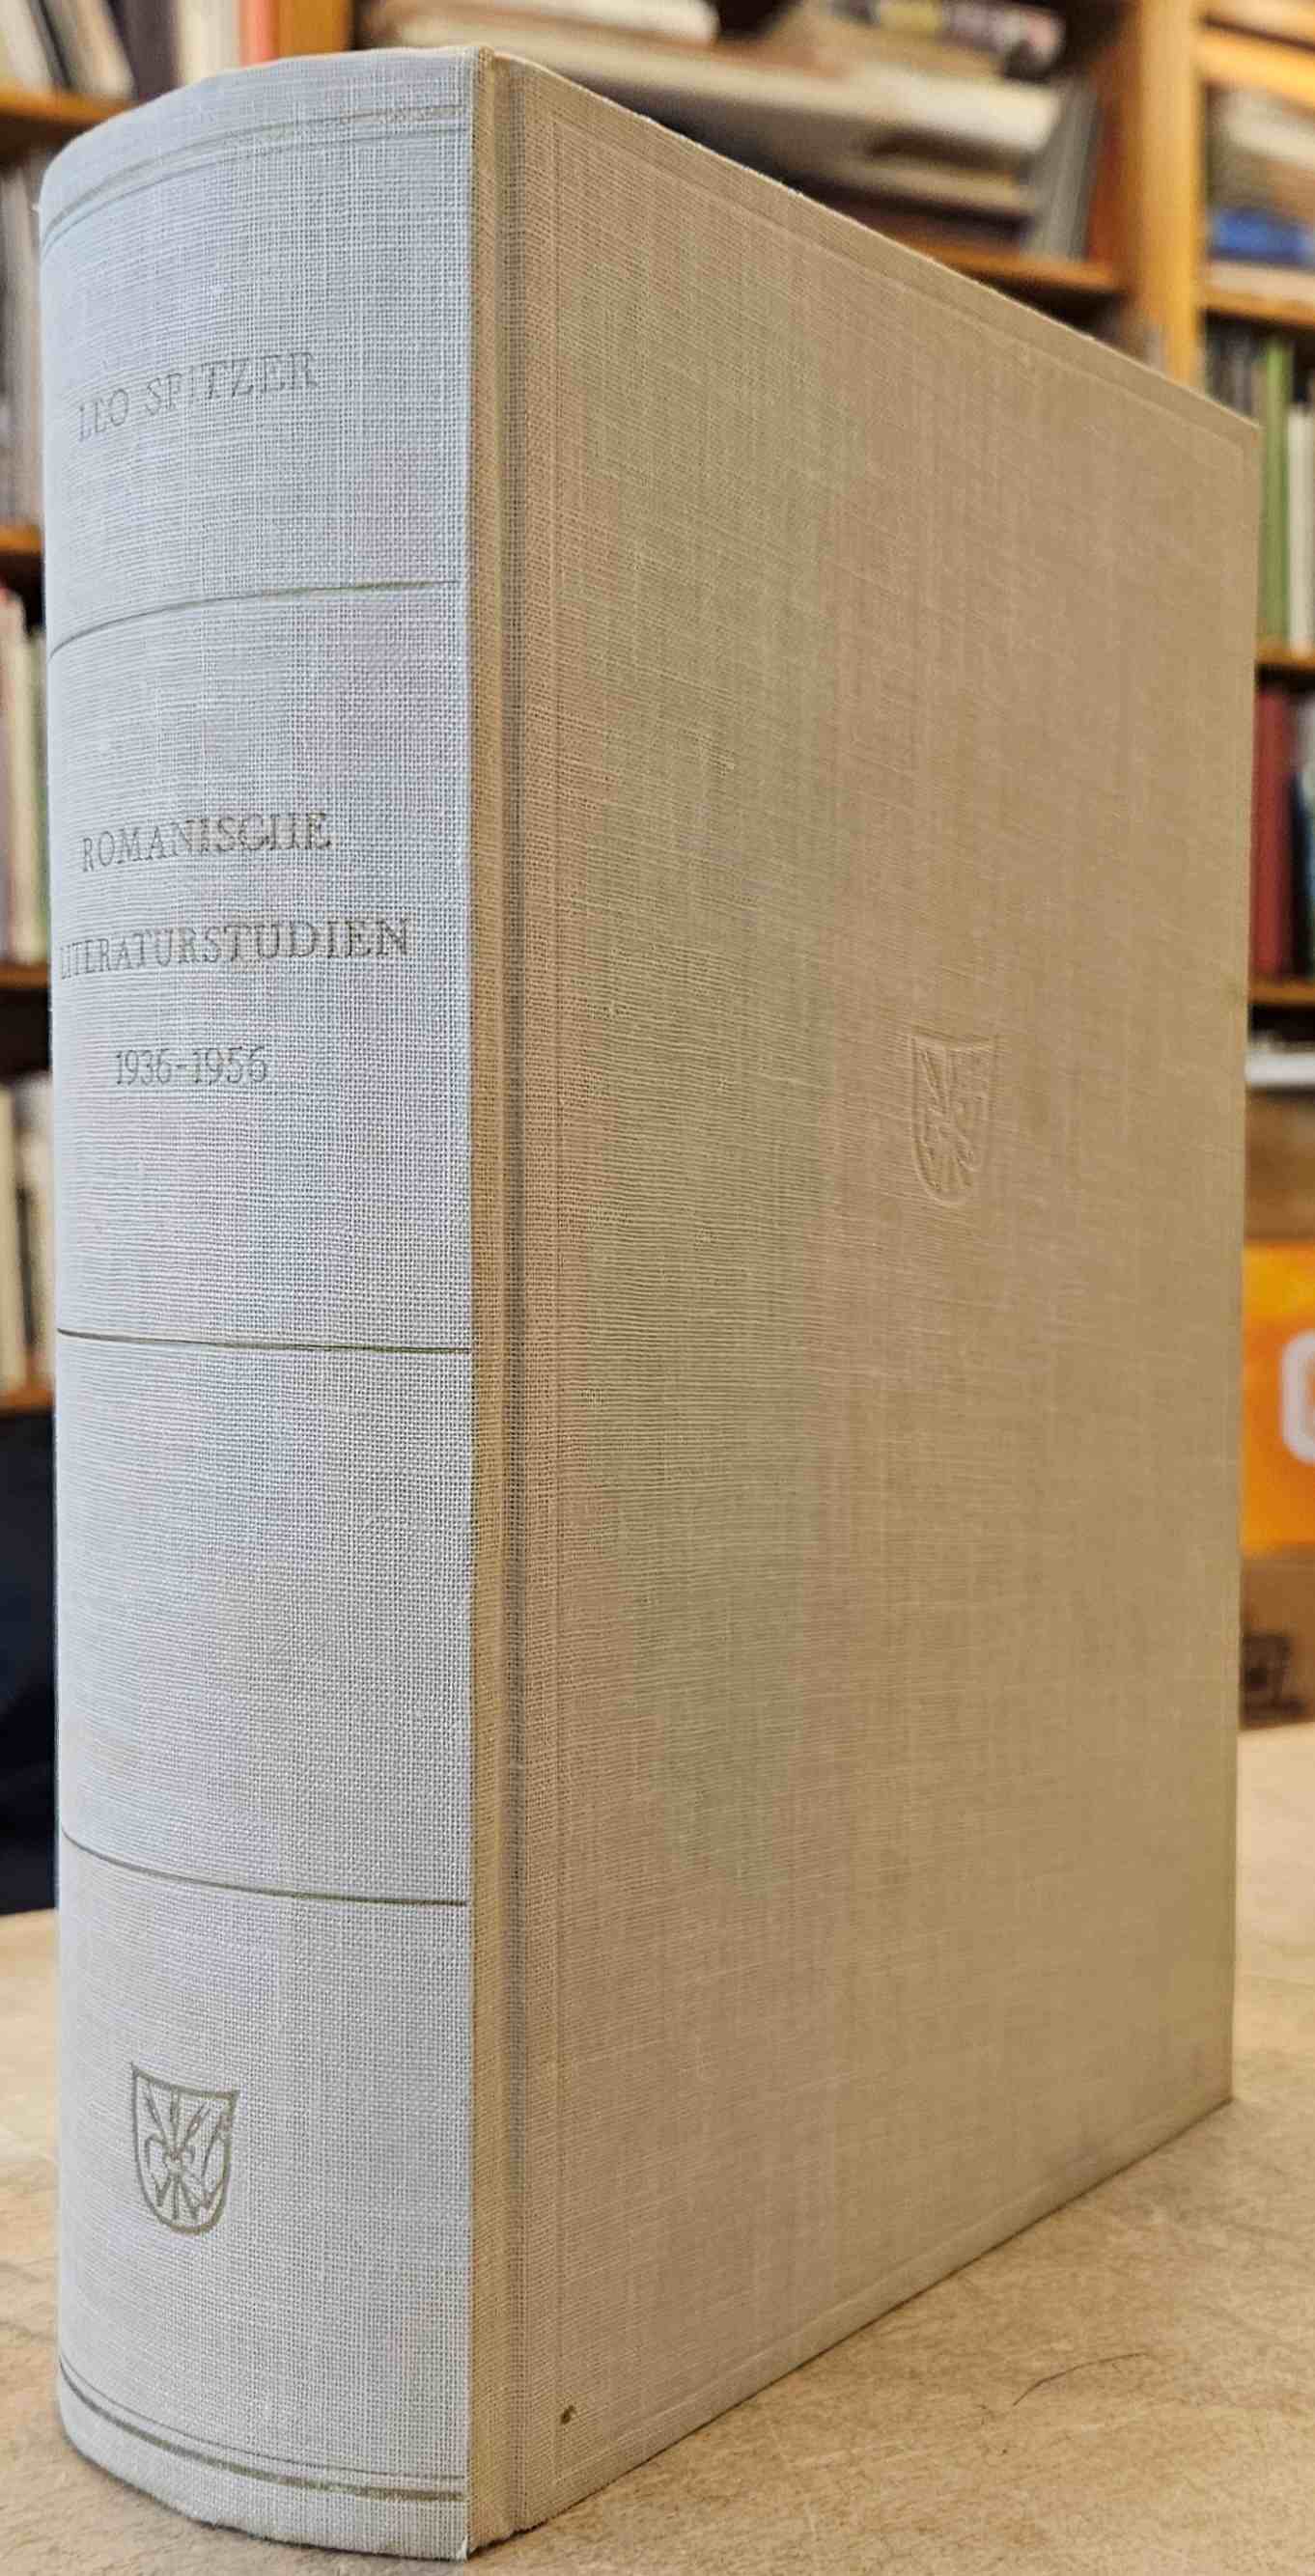 LEO SPITZER
ROMANISCHE
LITERATURSTUDIEN
1936-1956